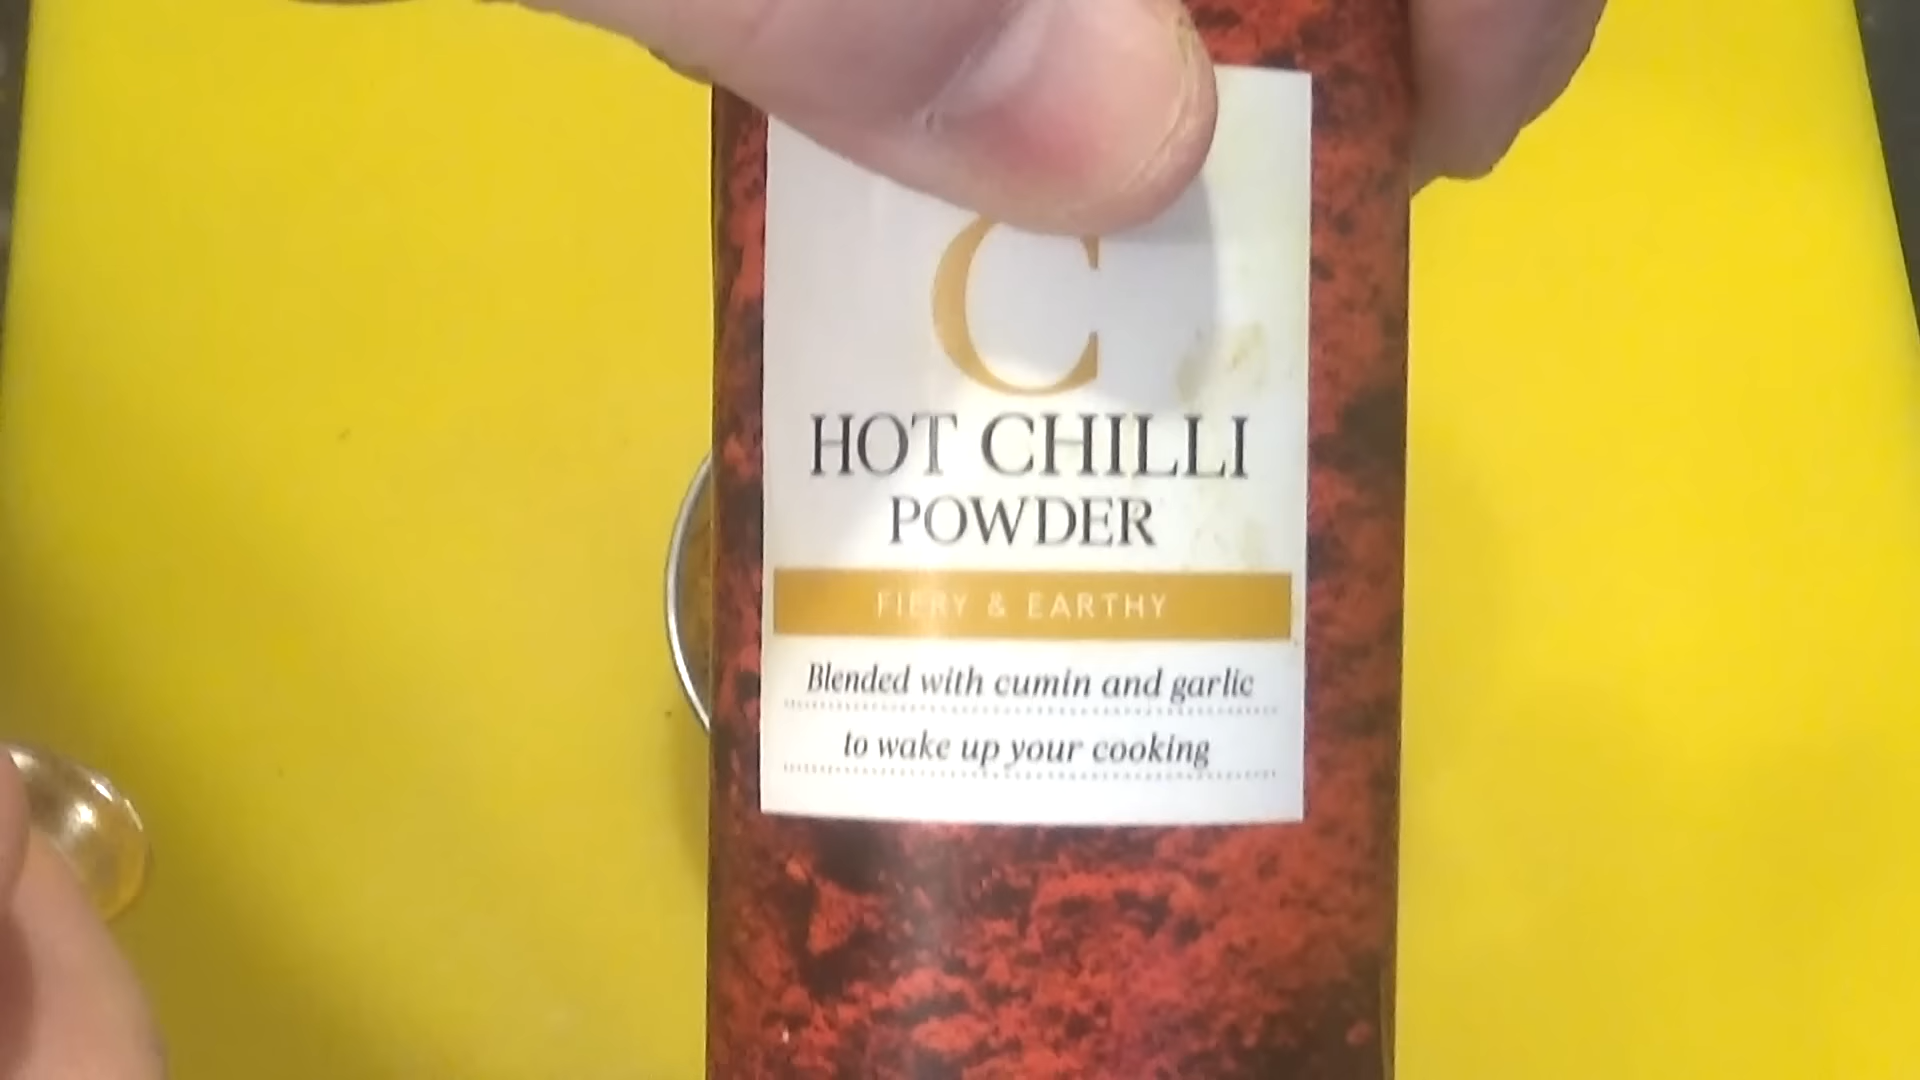 C
HOT CHILLI
POWDER
FIERY & EARTHY
Blended with cumin and garlic
to wake up your cooking